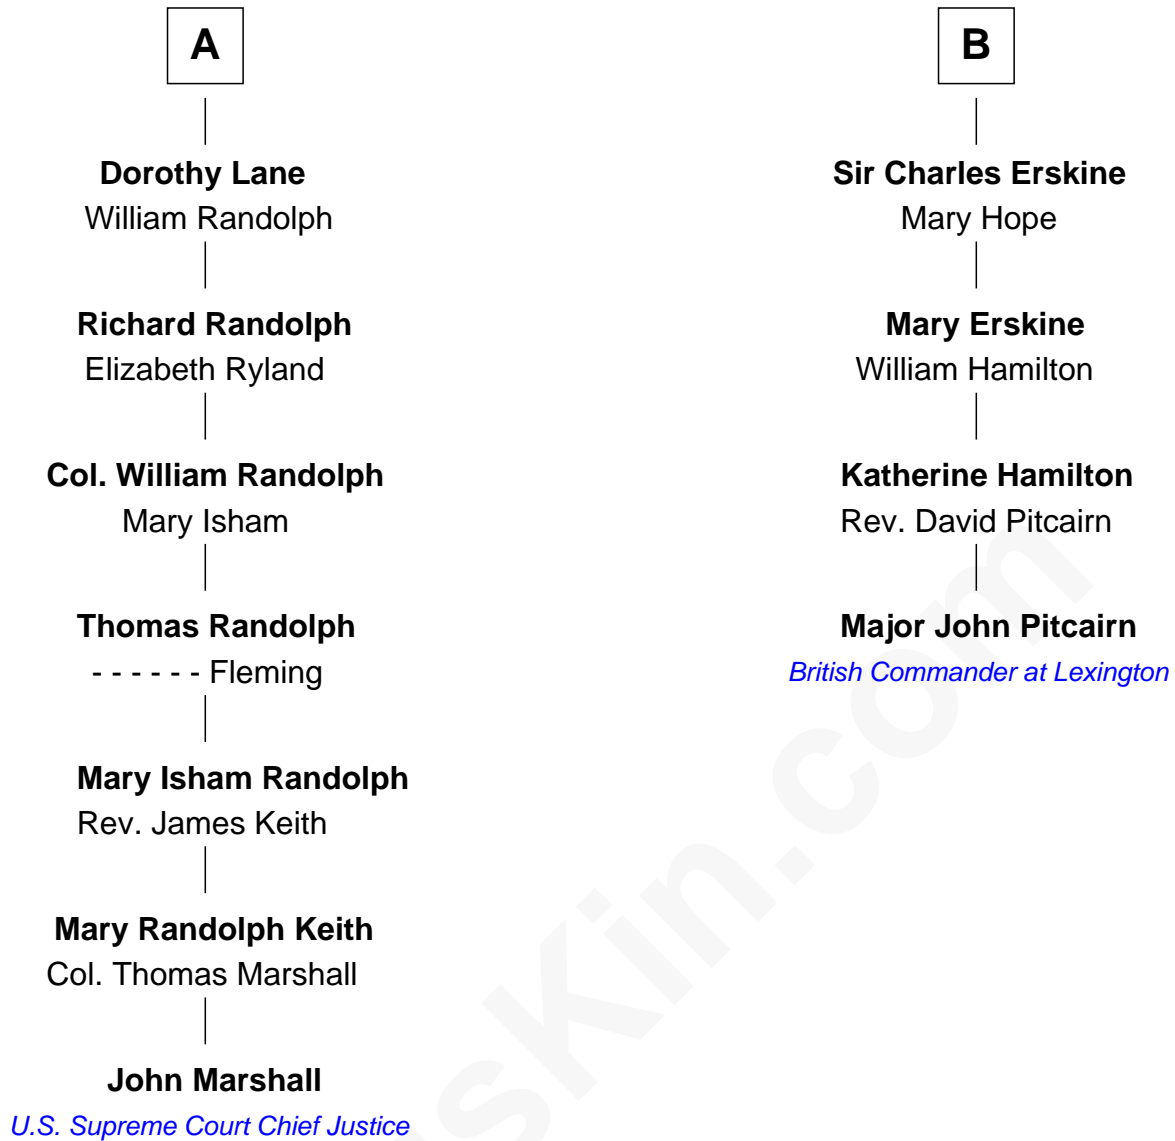 A
Dorothy Lane
William Randolph
Richard Randolph
Elizabeth Ryland
Col. William Randolph
Mary Isham
Thomas Randolph
- - - - - - Fleming
Mary Isham Randolph
Rev. James Keith
Mary Randolph Keith
Col. Thomas Marshall
John Marshall
U.S. Supreme Court Chief Justice
B
Sir Charles Erskine
Mary Hope
Mary Erskine
William Hamilton
Katherine Hamilton
Rev. David Pitcairn
Major John Pitcairn
British Commander at Lexington
sKin.com